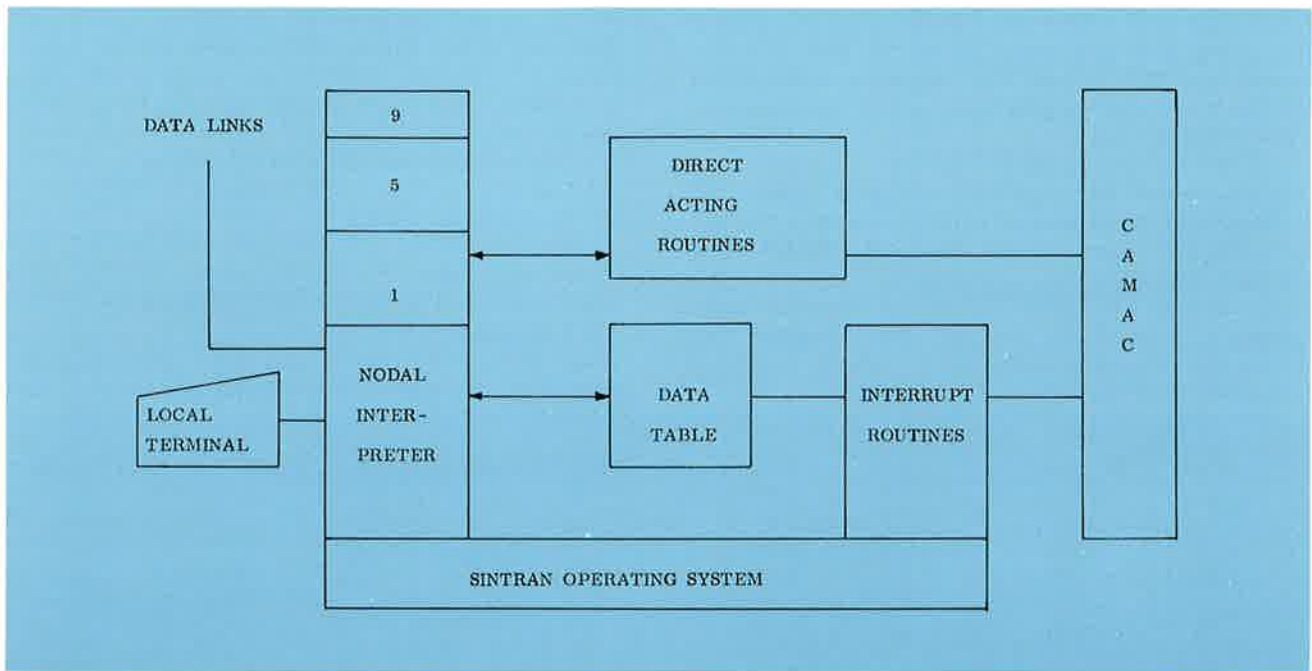 DATA LINKS
9
5
1
NODAL
INTER-
PRETER
LOCAL
TERMINAL
DIRECT
ACTING
ROUTINES
DATA
TABLE
INTERRUPT
ROUTINES
C
A
M
A
C
SINTRAN OPERATING SYSTEM